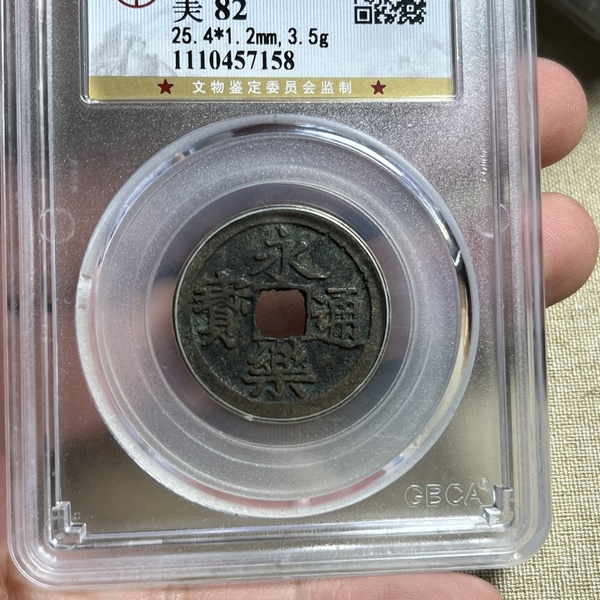 美 82
25.4*1.2mm,3.5g
1110457158
★ 文物鉴定委员会监制 ★
永樂通寳
GBCA®